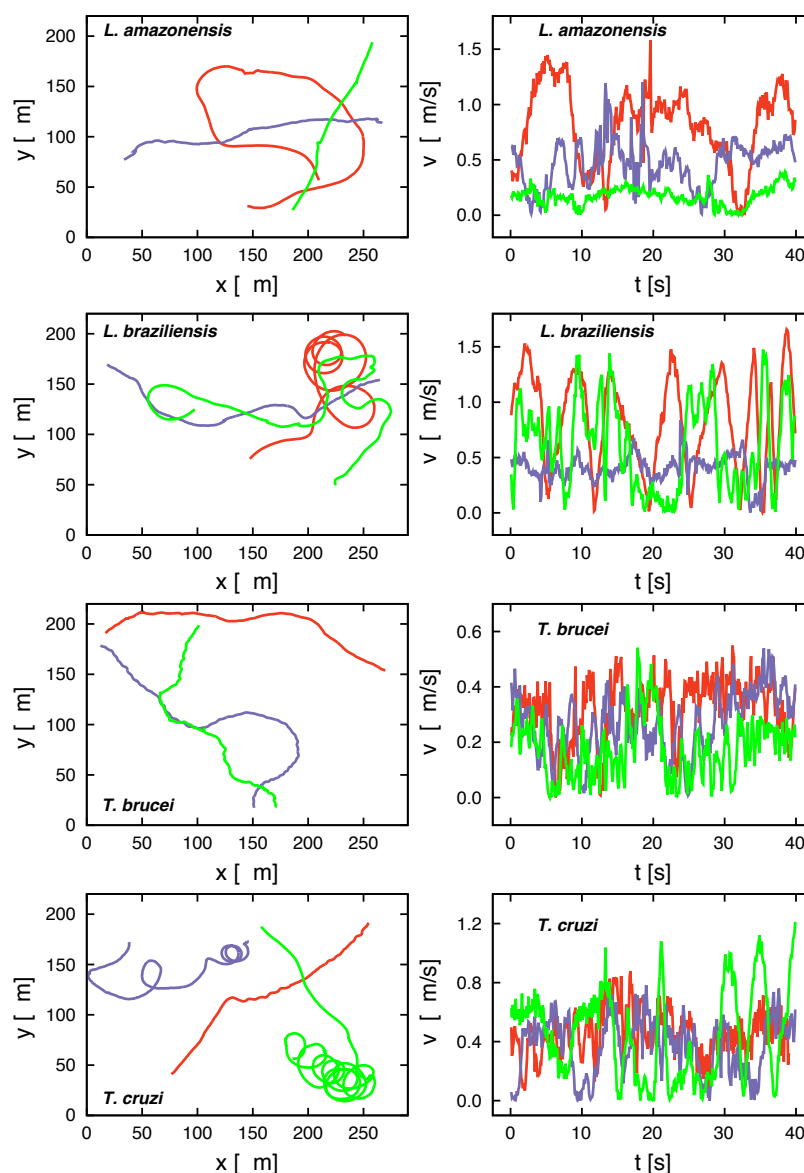 L. amazonensis
200
150
100
50
0
y [ m]
0 50 100 150 200 250
x [ m]
L. amazonensis
1.5
1.0
0.5
0.0
v [ m/s]
0 10 20 30 40
t [s]
L. braziliensis
200
150
100
50
0
y [ m]
0 50 100 150 200 250
x [ m]
L. braziliensis
1.5
1.0
0.5
0.0
v [ m/s]
0 10 20 30 40
t [s]
200
150
100
50
0
y [ m]
T. brucei
0 50 100 150 200 250
x [ m]
T. brucei
0.6
0.4
0.2
0.0
v [ m/s]
0 10 20 30 40
t [s]
200
150
100
50
0
y [ m]
T. cruzi
0 50 100 150 200 250
x [ m]
T. cruzi
1.2
0.8
0.4
0.0
v [ m/s]
0 10 20 30 40
t [s]